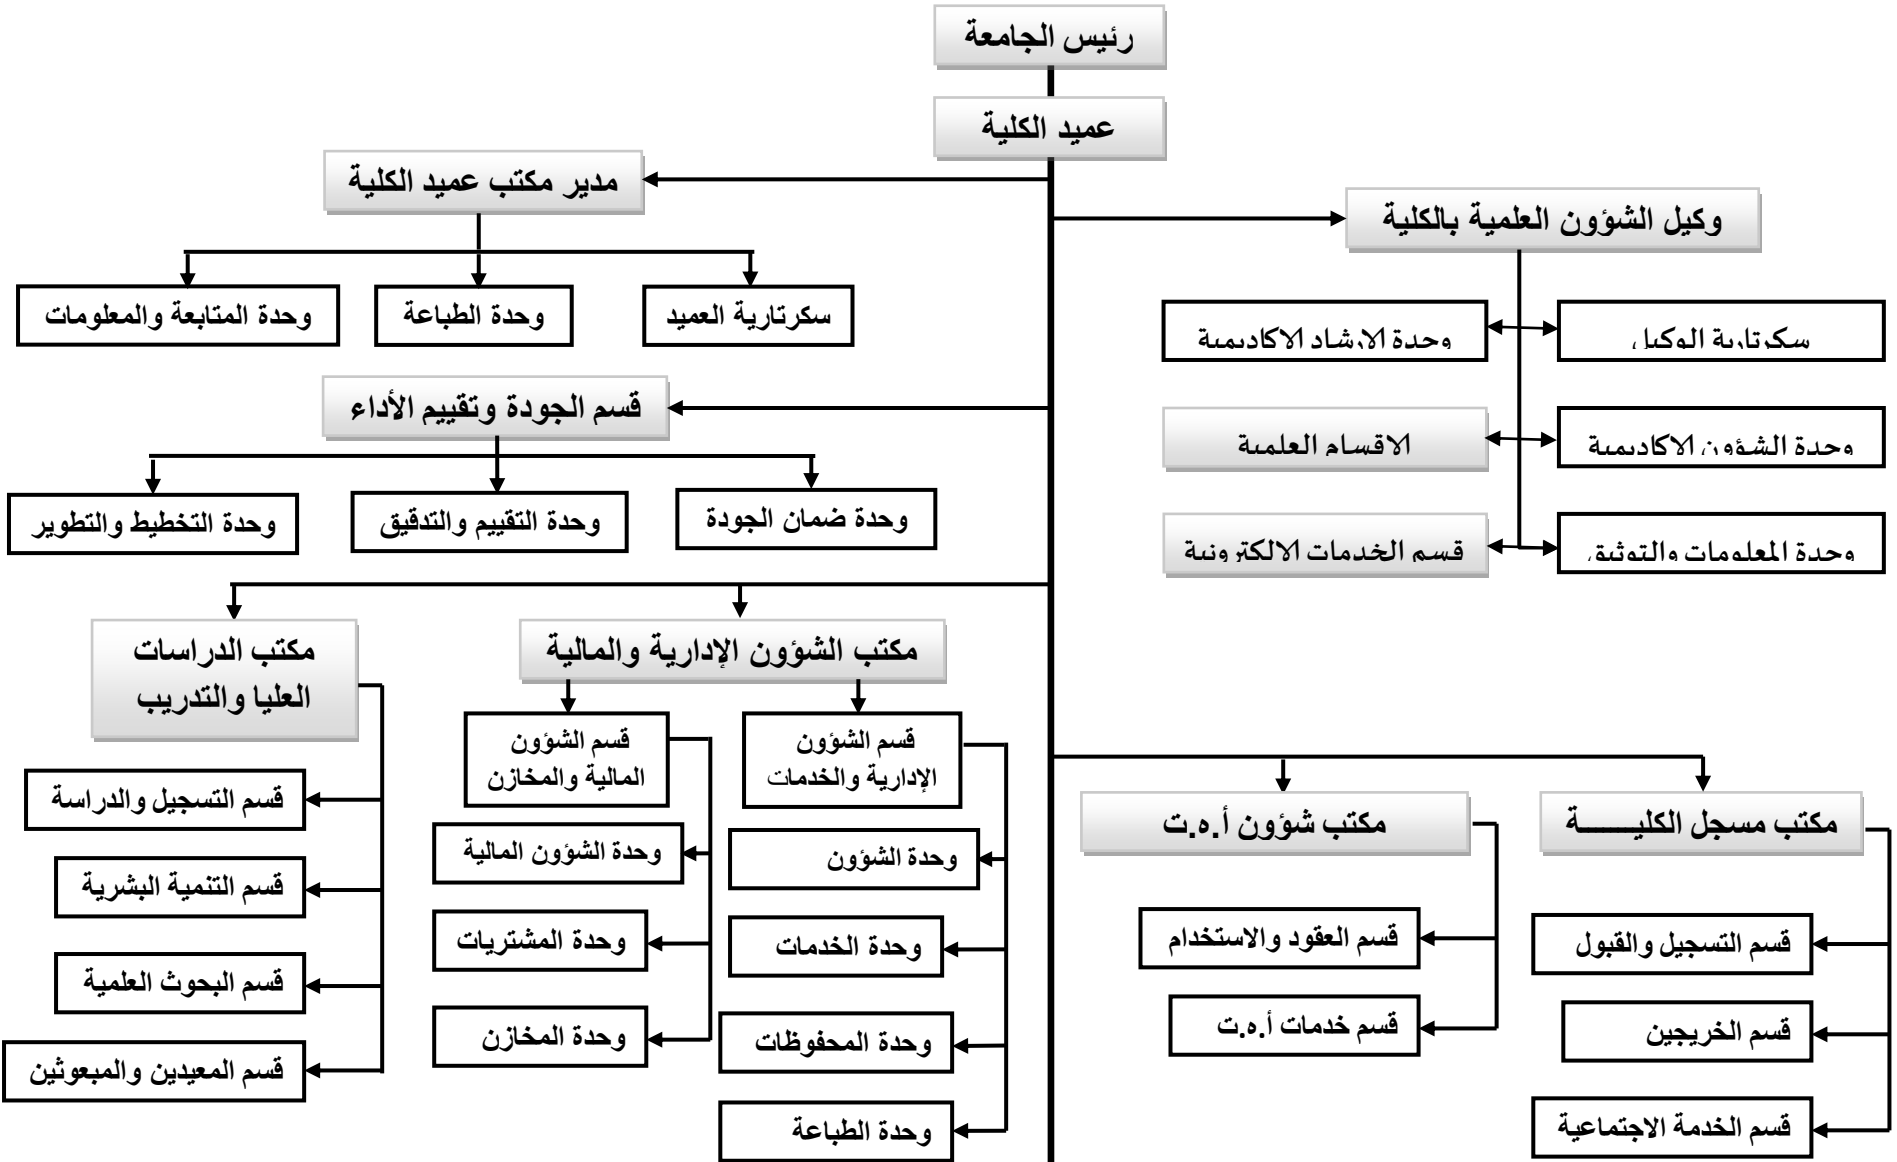 رئيس الجامعة
عميد الكلية
مدير مكتب عميد الكلية
وكيل الشؤون العلمية بالكلية
سكرتارية العميد
وحدة الطباعة
وحدة المتابعة والمعلومات
سكرتارية الوكيل
وحدة الارشاد الاكاديمية
قسم الجودة وتقييم الأداء
وحدة الشؤون الاكاديمية
الاقسام العلمية
وحدة ضمان الجودة
وحدة التقييم والتدقيق
وحدة التخطيط والتطوير
وحدة المعلومات والتوثيق
قسم الخدمات الالكترونية
مكتب الشؤون الإدارية والمالية
مكتب الدراسات
العليا والتدريب
قسم الشؤون
الإدارية والخدمات
قسم الشؤون
المالية والمخازن
قسم التسجيل والدراسة
مكتب مسجل الكليـــــــة
مكتب شؤون أ.ه.ت
وحدة الشؤون
وحدة الشؤون المالية
قسم التنمية البشرية
قسم التسجيل والقبول
قسم العقود والاستخدام
وحدة الخدمات
وحدة المشتريات
قسم البحوث العلمية
قسم الخريجين
قسم خدمات أ.ه.ت
وحدة المحفوظات
وحدة المخازن
قسم المعيدين والمبعوثين
قسم الخدمة الاجتماعية
وحدة الطباعة